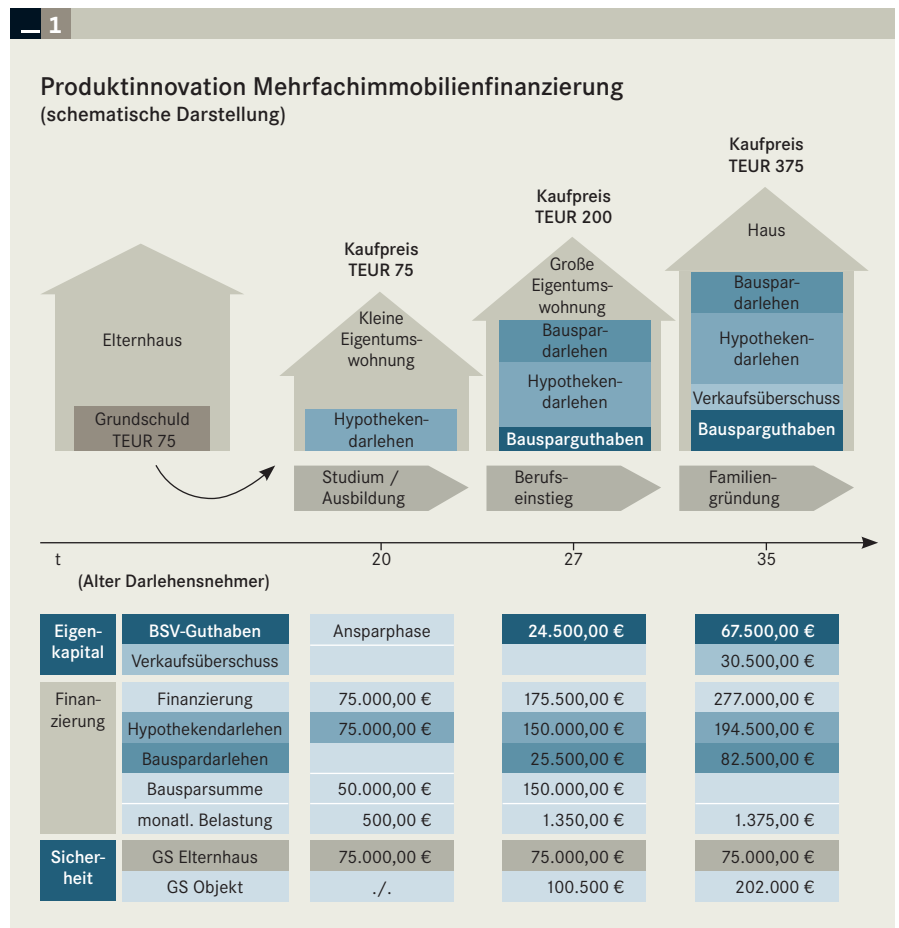 1
Produktinnovation Mehrfachimmobilienfinanzierung
(schematische Darstellung)
Elternhaus
Grundschuld
TEUR 75
Kaufpreis
TEUR 75
Kleine
Eigentums-
wohnung
Hypotheken-
darlehen
Studium /
Ausbildung
Kaufpreis
TEUR 200
Große
Eigentums-
wohnung
Bauspar-
darlehen
Hypotheken-
darlehen
Bausparguthaben
Berufs-
einstieg
Kaufpreis
TEUR 375
Haus
Bauspar-
darlehen
Hypotheken-
darlehen
Verkaufsüberschuss
Bausparguthaben
Familien-
gründung
t 20 27 35
(Alter Darlehensnehmer)
Eigen-
kapital
BSV-Guthaben Ansparphase 24.500,00 € 67.500,00 €
Verkaufsüberschuss 30.500,00 €
Finan-
zierung
Finanzierung 75.000,00 € 175.500,00 € 277.000,00 €
Hypothekendarlehen 75.000,00 € 150.000,00 € 194.500,00 €
Bauspardarlehen 25.500,00 € 82.500,00 €
Bausparsumme 50.000,00 € 150.000,00 €
monatl. Belastung 500,00 € 1.350,00 € 1.375,00 €
Sicher-
heit
GS Elternhaus 75.000,00 € 75.000,00 € 75.000,00 €
GS Objekt ./. 100.500 € 202.000 €